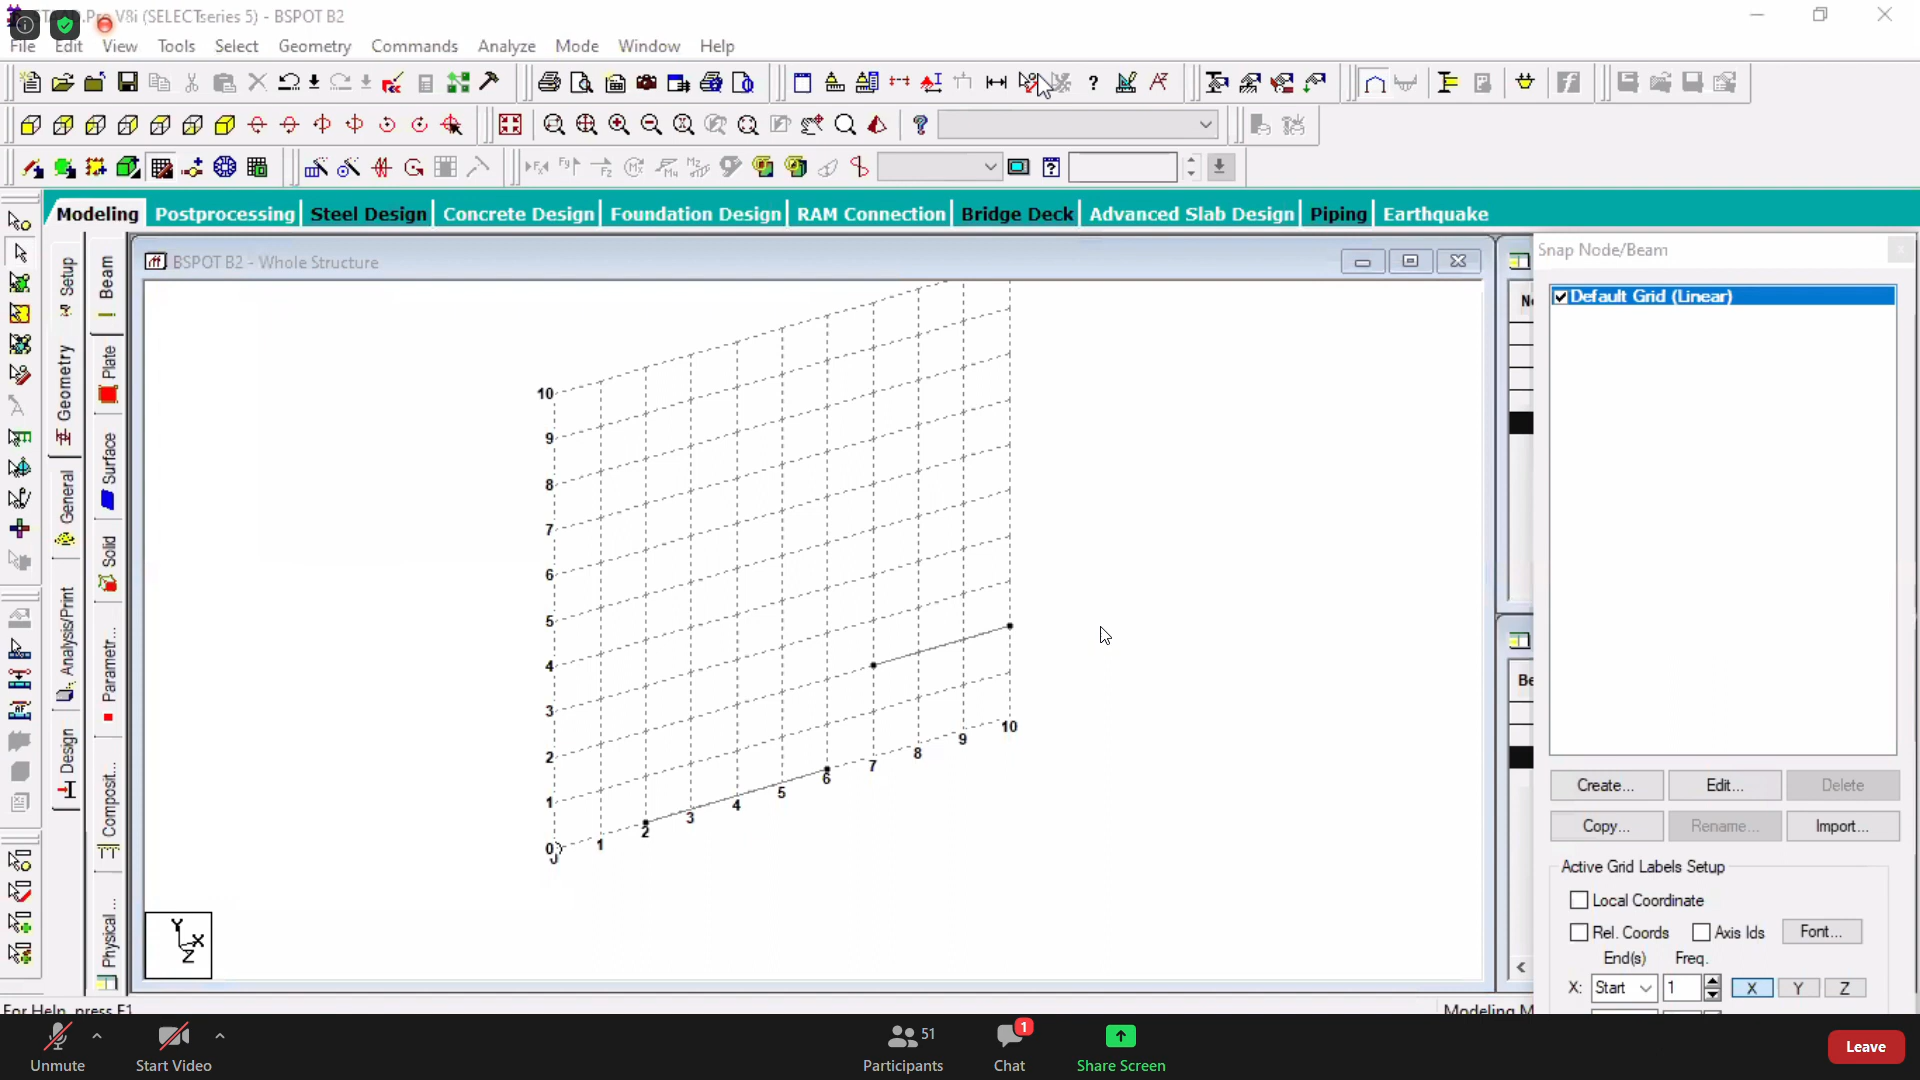 Pro V8i (SELECTseries 5) - BSPOT B2
File Edit View Tools Select Geometry Commands Analyze Mode Window Help
Modeling Postprocessing Steel Design Concrete Design Foundation Design RAM Connection Bridge Deck Advanced Slab Design Piping Earthquake
Setup
Geometry
General
Analysis/Print
Design
Beam
Plate
Surface
Solid
Parametr...
Composit...
Physical ...
BSPOT B2 - Whole Structure
10
9
8
7
6
5
4
3
2
1
0
0 1 2 3 4 5 6 7 8 9 10
Y
X
Z
Snap Node/Beam
Default Grid (Linear)
Create... Edit... Delete
Copy... Rename... Import...
Active Grid Labels Setup
Local Coordinate
Rel. Coords Axis Ids Font...
End(s) Freq.
X: Start 1 X Y Z
For Help, press F1
Modeling M
Unmute
Start Video
51
Participants
1
Chat
Share Screen
Leave